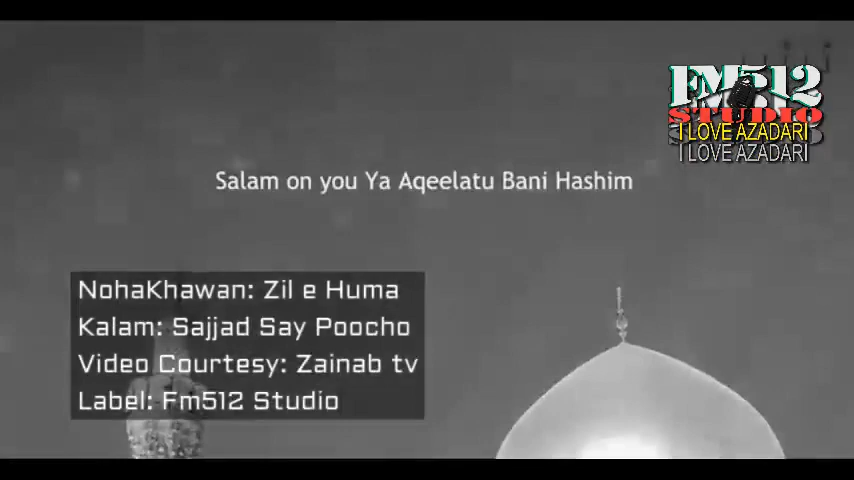 FM512
STUDIO
I LOVE AZADARI
I LOVE AZADARI
Salam on you Ya Aqeelatu Bani Hashim
NohaKhawan: Zil e Huma
Kalam: Sajjad Say Poocho
Video Courtesy: Zainab tv
Label: Fm512 Studio